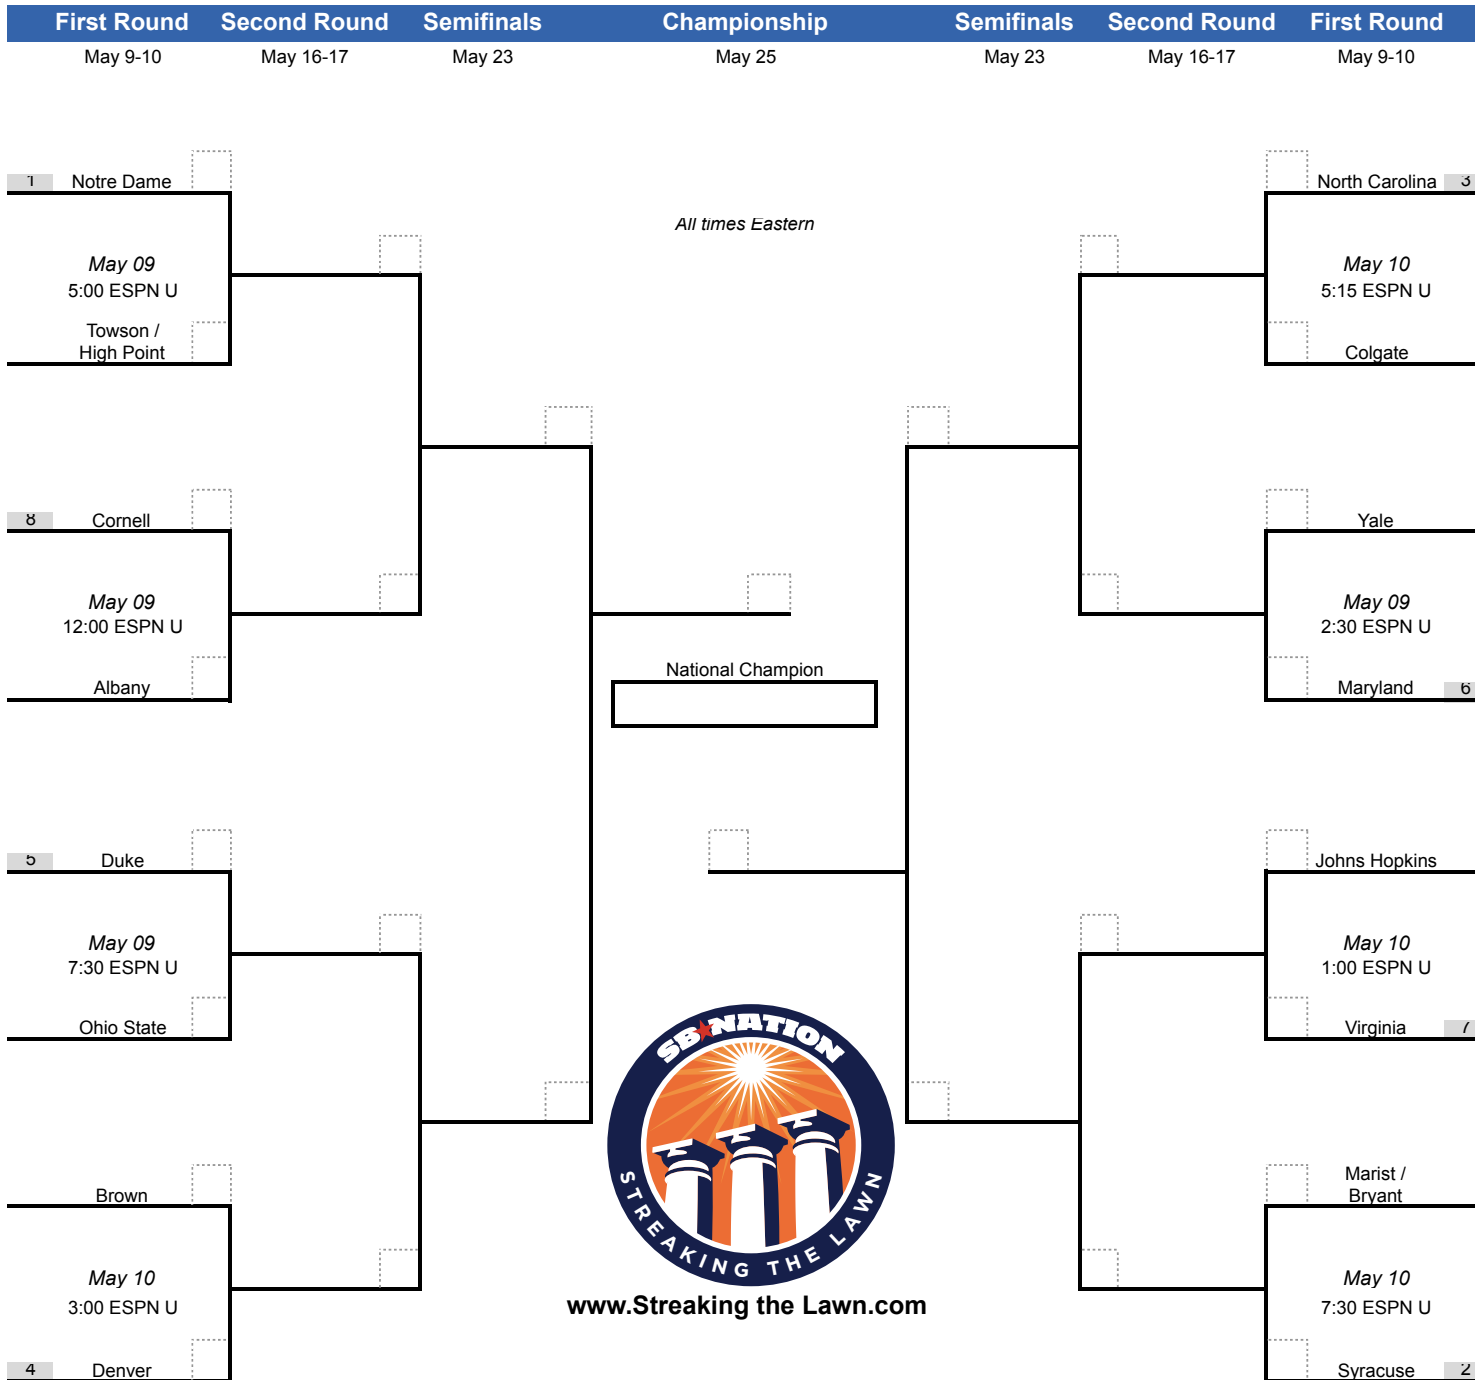 First Round Second Round Semifinals Championship Semifinals Second Round First Round
May 9-10 May 16-17 May 23 May 25 May 23 May 16-17 May 9-10
1 Notre Dame
May 09
5:00 ESPN U
Towson /
High Point
8 Cornell
May 09
12:00 ESPN U
Albany
5 Duke
May 09
7:30 ESPN U
Ohio State
Brown
May 10
3:00 ESPN U
4 Denver
All times Eastern
National Champion
SB NATION
STREAKING THE LAWN
www.Streaking the Lawn.com
North Carolina 3
May 10
5:15 ESPN U
Colgate
Yale
May 09
2:30 ESPN U
Maryland 6
Johns Hopkins
May 10
1:00 ESPN U
Virginia 7
Marist /
Bryant
May 10
7:30 ESPN U
Syracuse 2